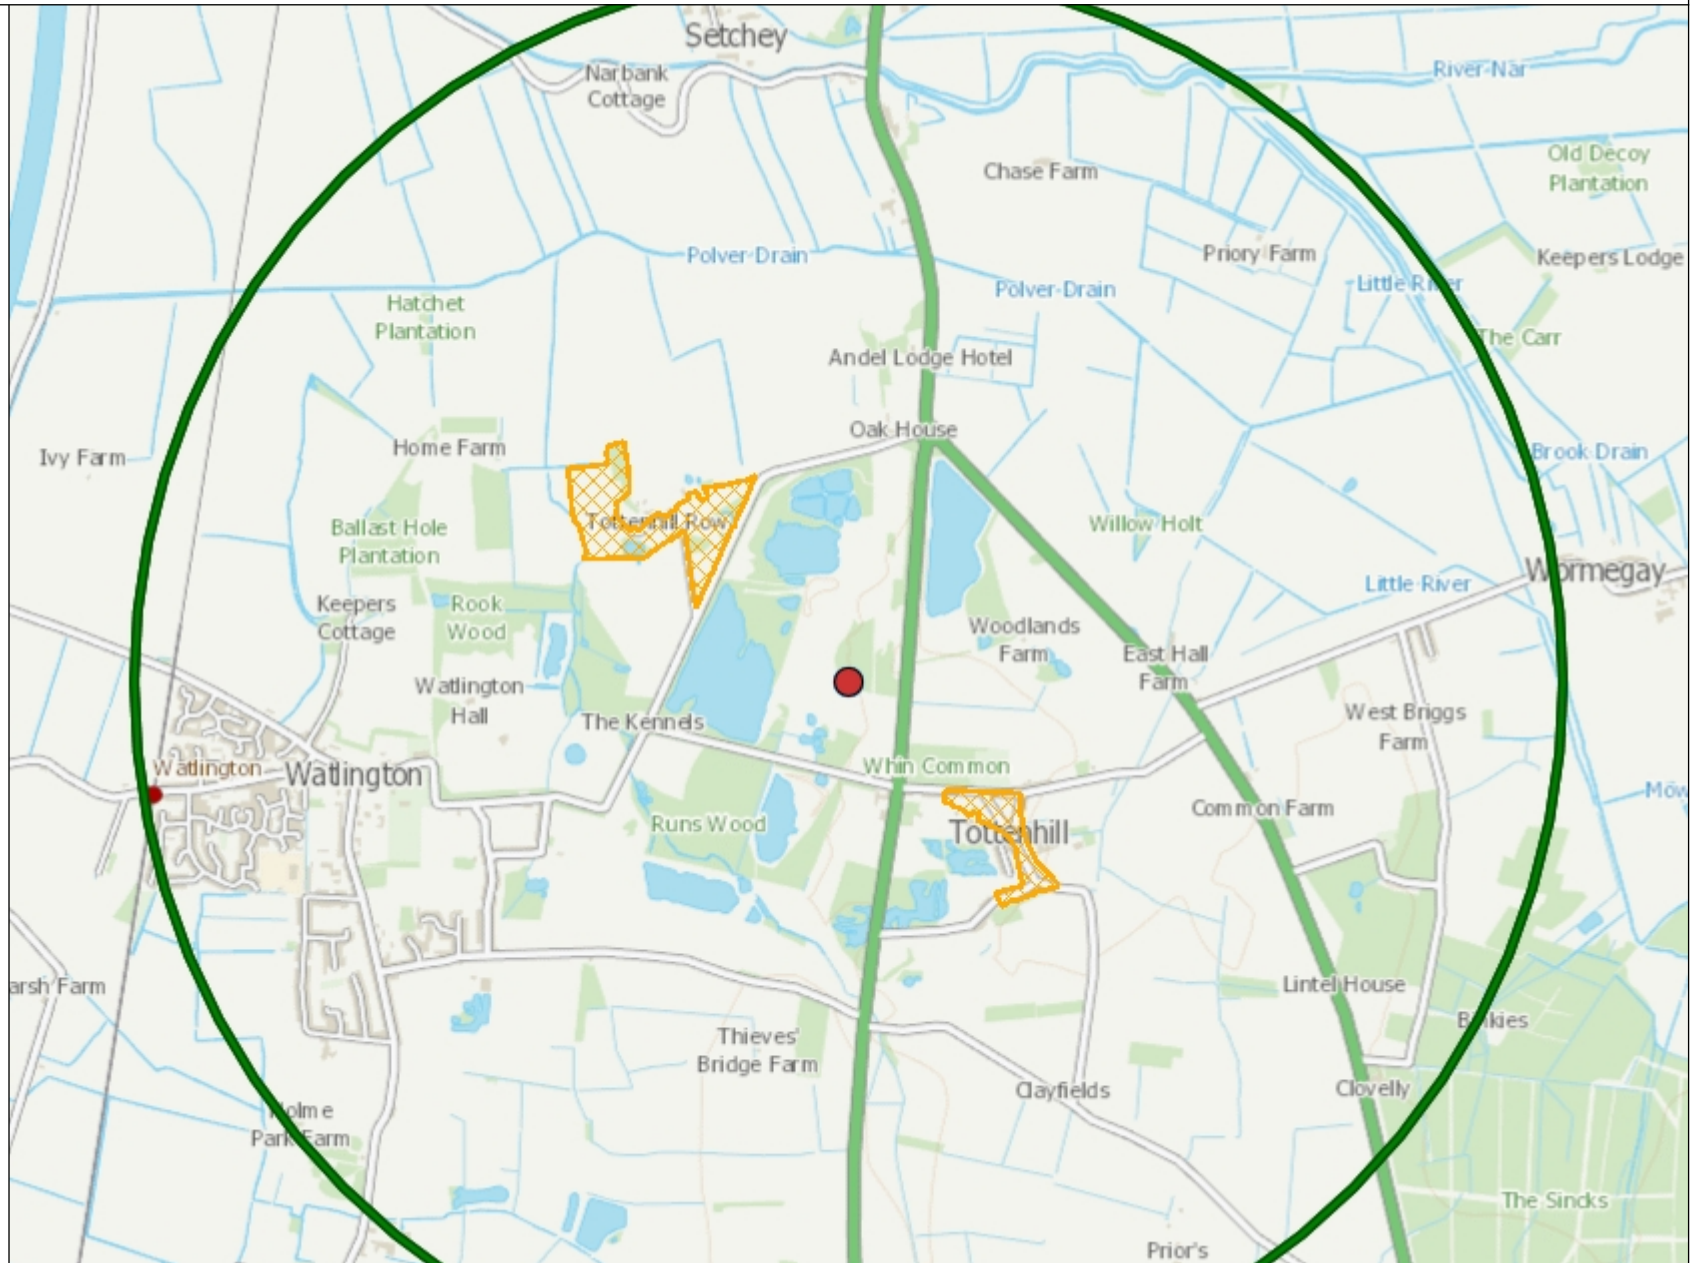 Setchey
Narbank
Cottage
River Nar
Chase Farm
Old Decoy
Plantation
Polver Drain
Priory Farm
Keepers Lodge
Polver Drain
Little River
Hatchet
Plantation
The Carr
Andel Lodge Hotel
Oak House
Ivy Farm
Home Farm
Brook Drain
Tottenhill Row
Ballast Hole
Plantation
Willow Holt
Wormegay
Little River
Keepers
Cottage
Rook
Wood
Woodlands
Farm
East Hall
Farm
Watlington
Hall
The Kennels
West Briggs
Farm
Watlington
Watlington
Whin Common
Common Farm
Runs Wood
Tottenhill
arsh Farm
Lintel House
Binkies
Thieves'
Bridge Farm
Clayfields
Clovelly
Holme
Park Farm
The Sincks
Prior's